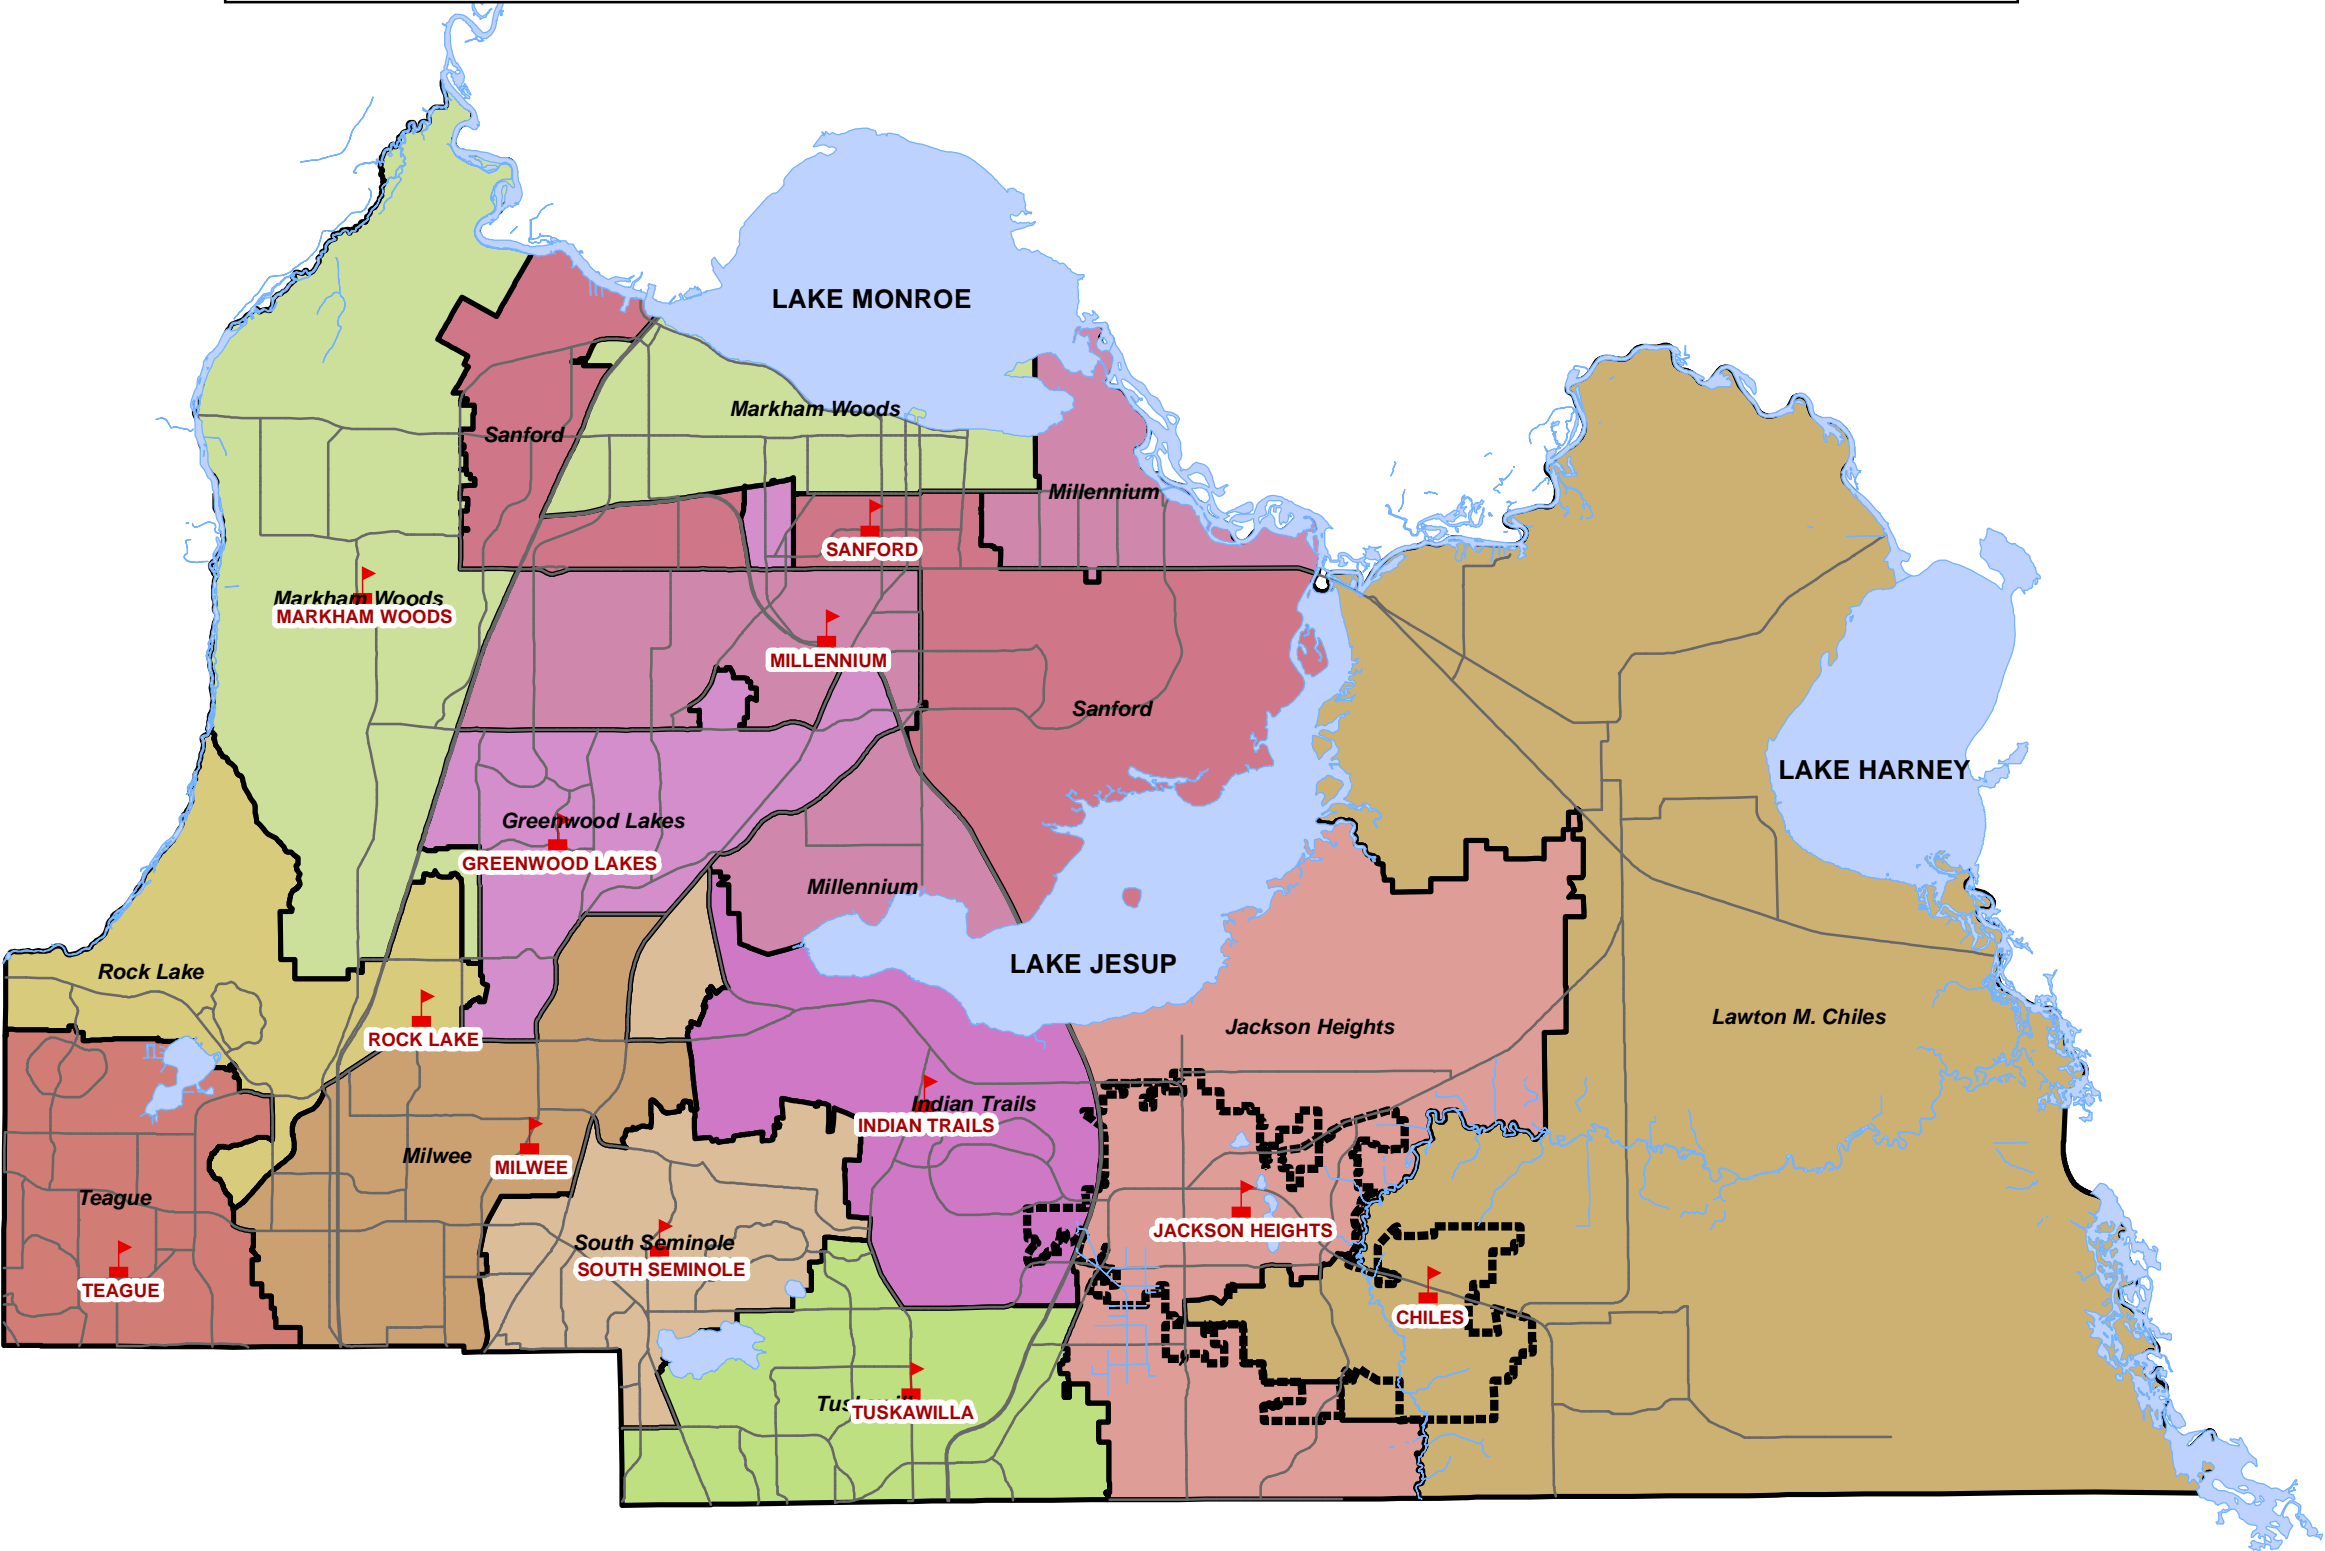 LAKE MONROE
Markham Woods
Sanford
Millennium
SANFORD
Markham Woods
MARKHAM WOODS
MILLENNIUM
Sanford
LAKE HARNEY
Greenwood Lakes
GREENWOOD LAKES
Millennium
LAKE JESUP
Rock Lake
Lawton M. Chiles
Jackson Heights
ROCK LAKE
Indian Trails
INDIAN TRAILS
Milwee
MILWEE
Teague
JACKSON HEIGHTS
South Seminole
SOUTH SEMINOLE
TEAGUE
CHILES
TUSKAWILLA